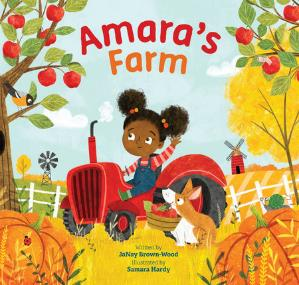 Amara's
Farm
Written by
JaNay Brown-Wood
Illustrated by
Samara Hardy